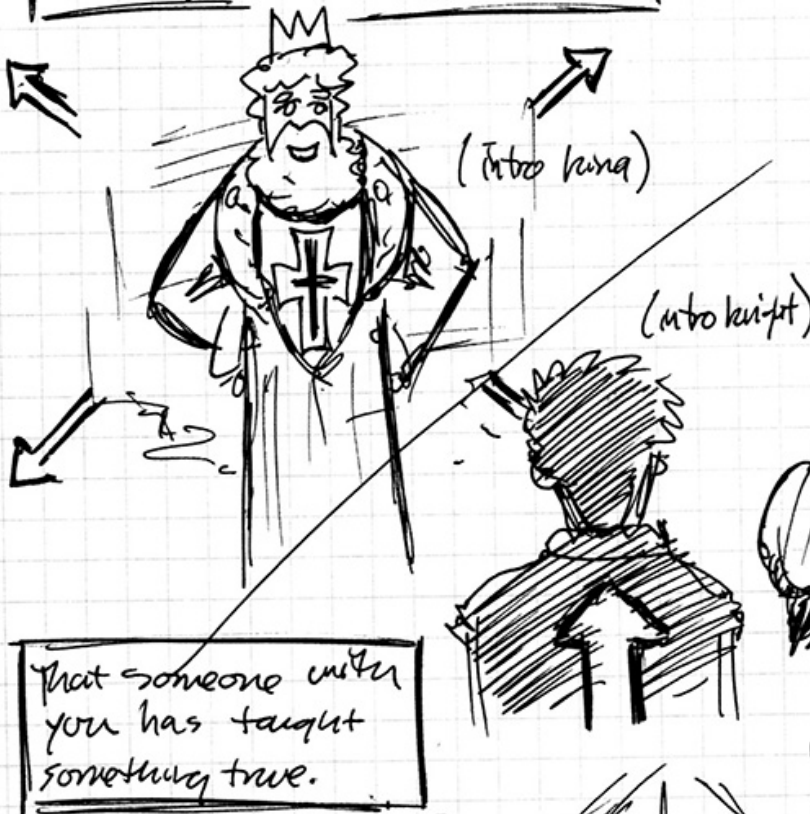 (intro king)
(intro knight)
that someone with
you has taught
something true.